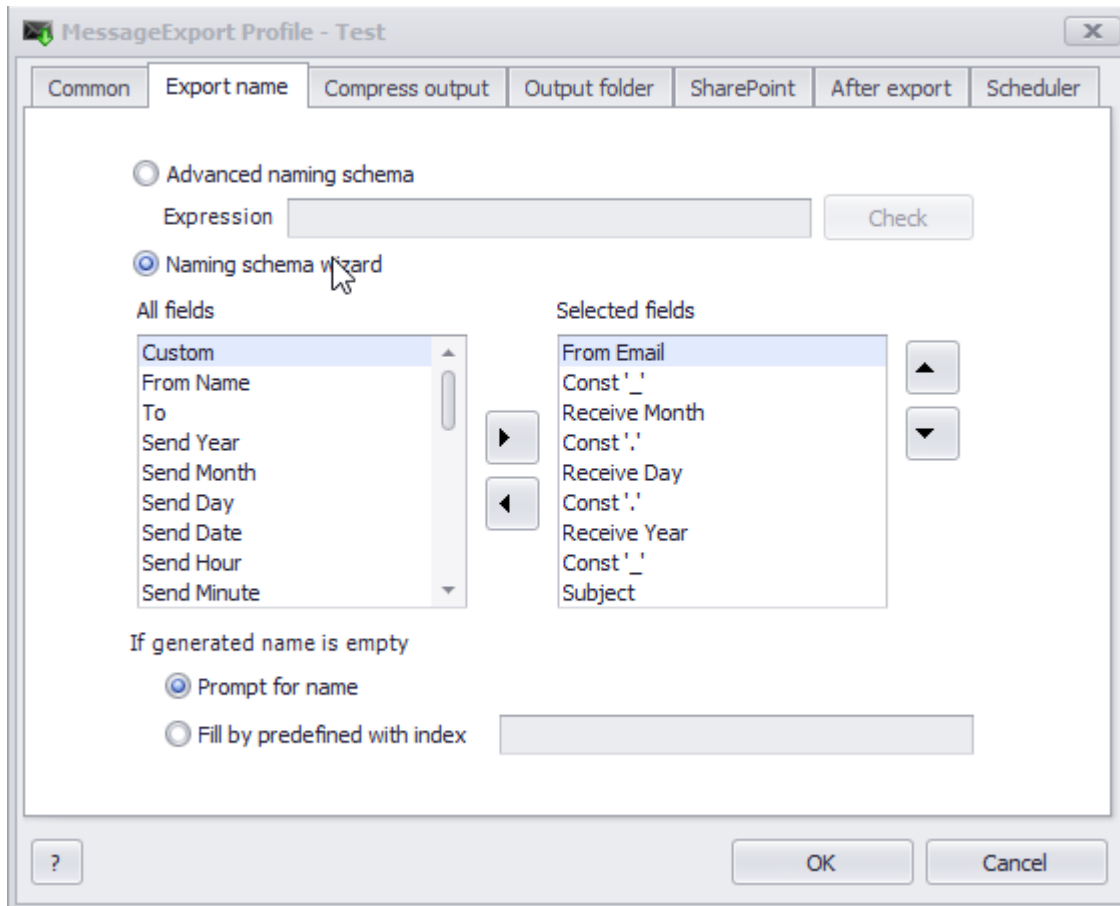 MessageExport Profile - Test
Common Export name Compress output Output folder SharePoint After export Scheduler
Advanced naming schema
Expression Check
Naming schema wizard
All fields Selected fields
Custom From Email
From Name Const '_'
To Receive Month
Send Year Const '.'
Send Month Receive Day
Send Day Const '.'
Send Date Receive Year
Send Hour Const '_'
Send Minute Subject
If generated name is empty
Prompt for name
Fill by predefined with index
? OK Cancel